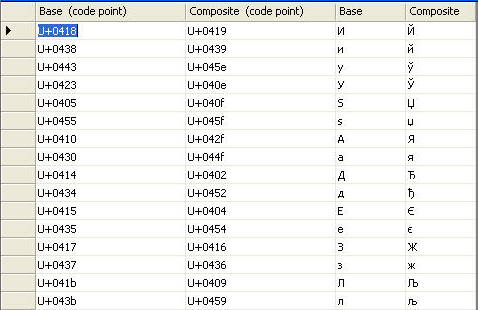 Base (code point) Composite (code point) Base Composite
U+0418 U+0419 И Й
U+0438 U+0439 и й
U+0443 U+045e у ў
U+0423 U+040e У Ў
U+0405 U+040f Ѕ Џ
U+0455 U+045f ѕ џ
U+0410 U+042f А Я
U+0430 U+044f а я
U+0414 U+0402 Д Ђ
U+0434 U+0452 д ђ
U+0415 U+0404 Е Є
U+0435 U+0454 е є
U+0417 U+0416 З Ж
U+0437 U+0436 з ж
U+041b U+0409 Л Љ
U+043b U+0459 л љ